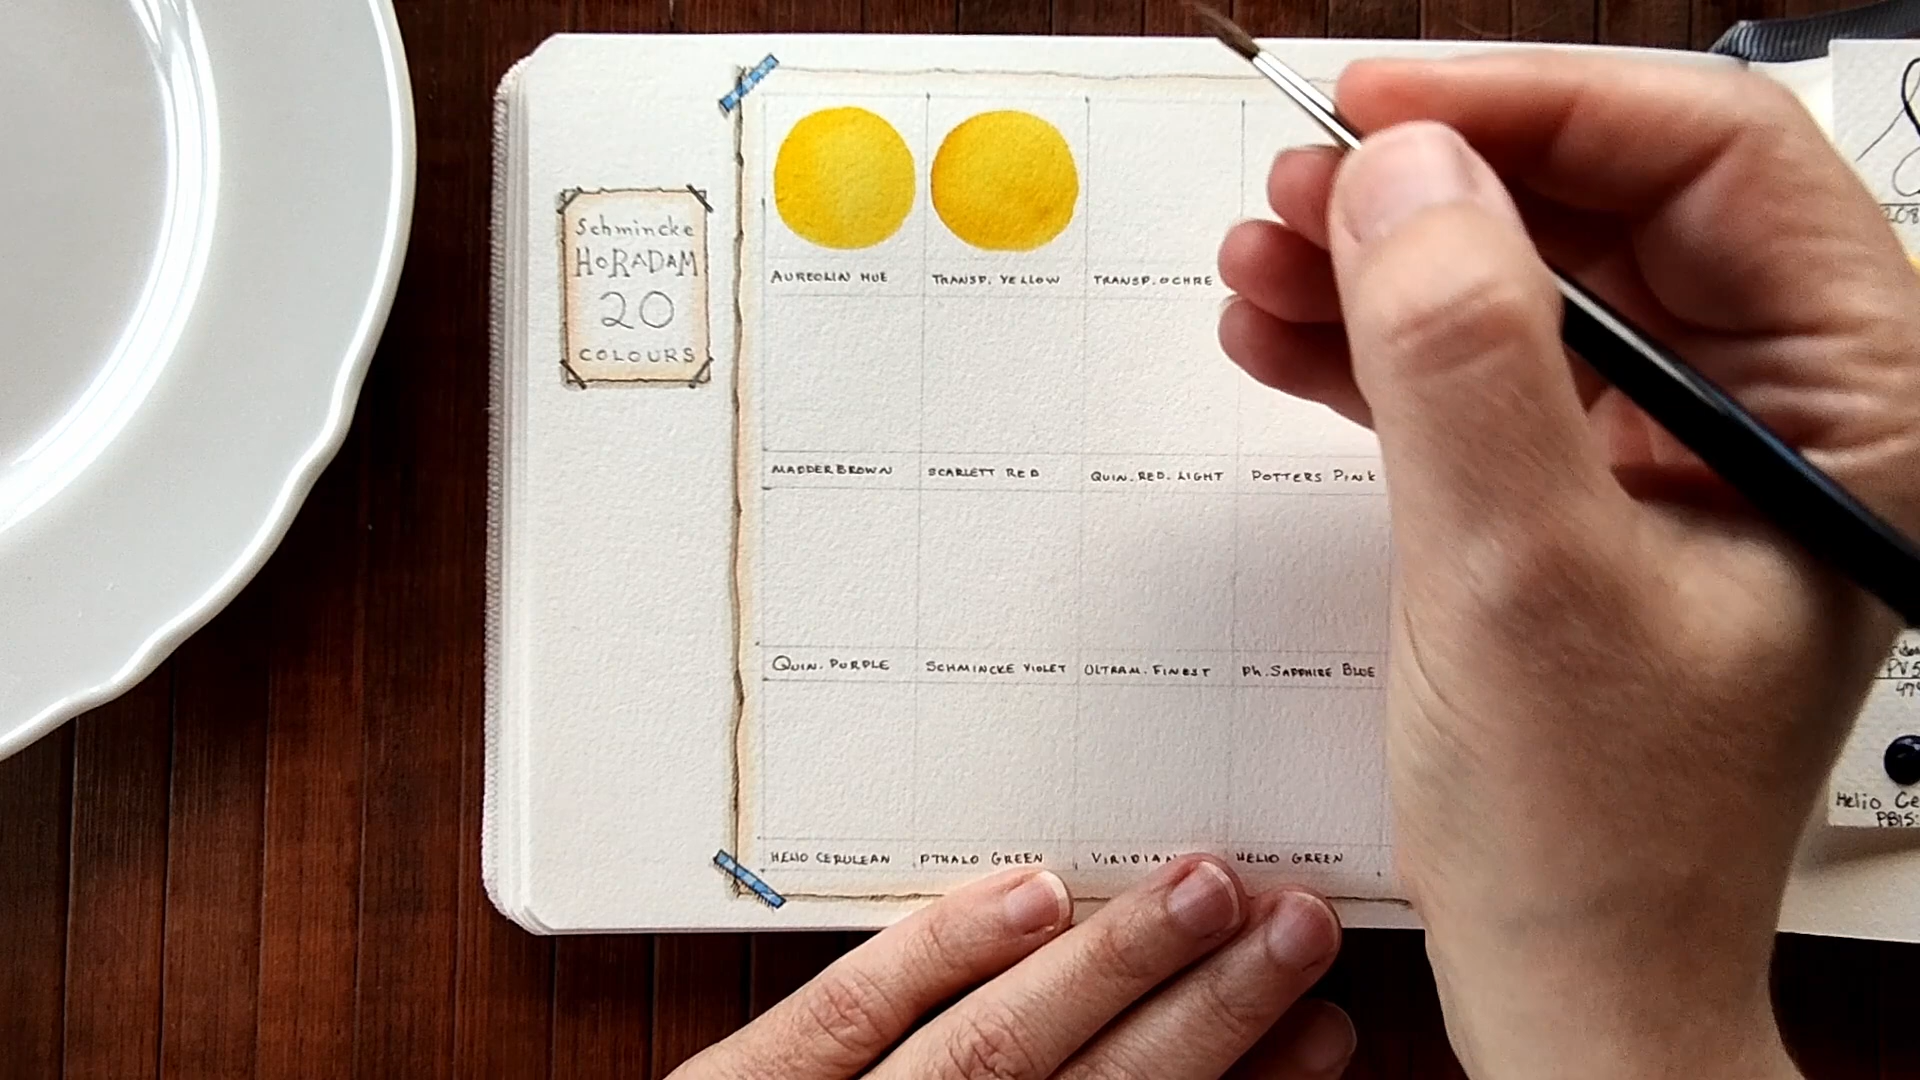 Schmincke
HORADAM
20
COLOURS
AUREOLIN HUE TRANSP. YELLOW TRANSP. OCHRE
MADDER BROWN SCARLETT RED QUIN. RED. LIGHT POTTERS PINK
QUIN. PURPLE SCHMINCKE VIOLET ULTRAM. FINEST Ph. SAPPHIRE BLUE
HELIO CERULEAN PTHALO GREEN VIRIDIAN HELIO GREEN
Helio Ce
PB15: